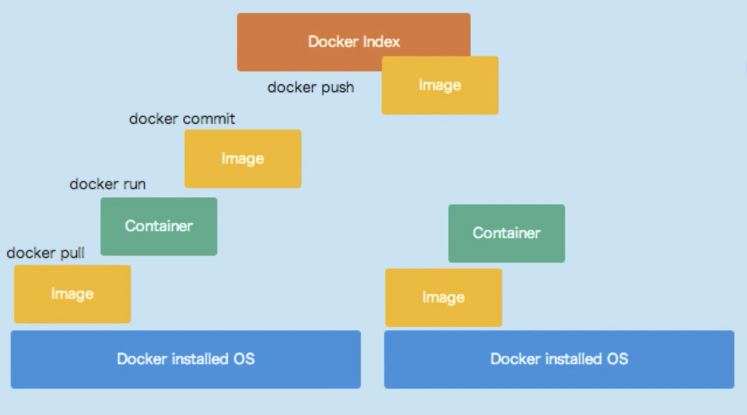 Docker Index
Image
docker push
docker commit
Image
docker run
Container
Container
docker pull
Image
Image
Docker installed OS
Docker installed OS